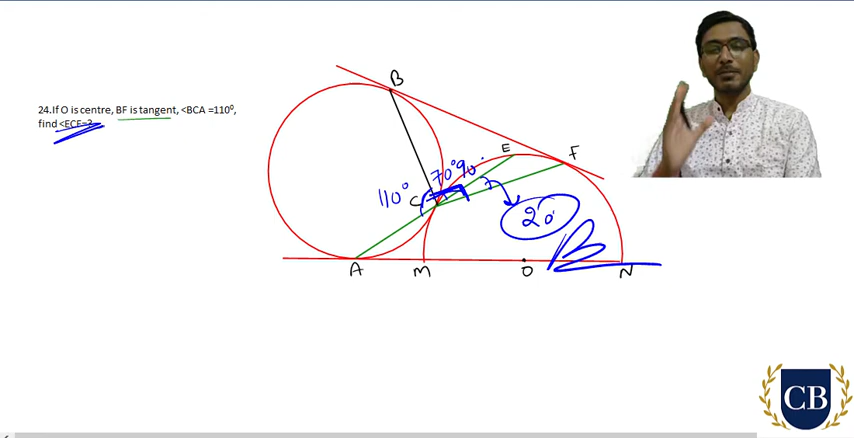 24.If O is centre, BF is tangent, <BCA =110⁰,
find <ECF=?
B
E
F
70° 90°
110°
C
?
20°
A
M
O
N
CB